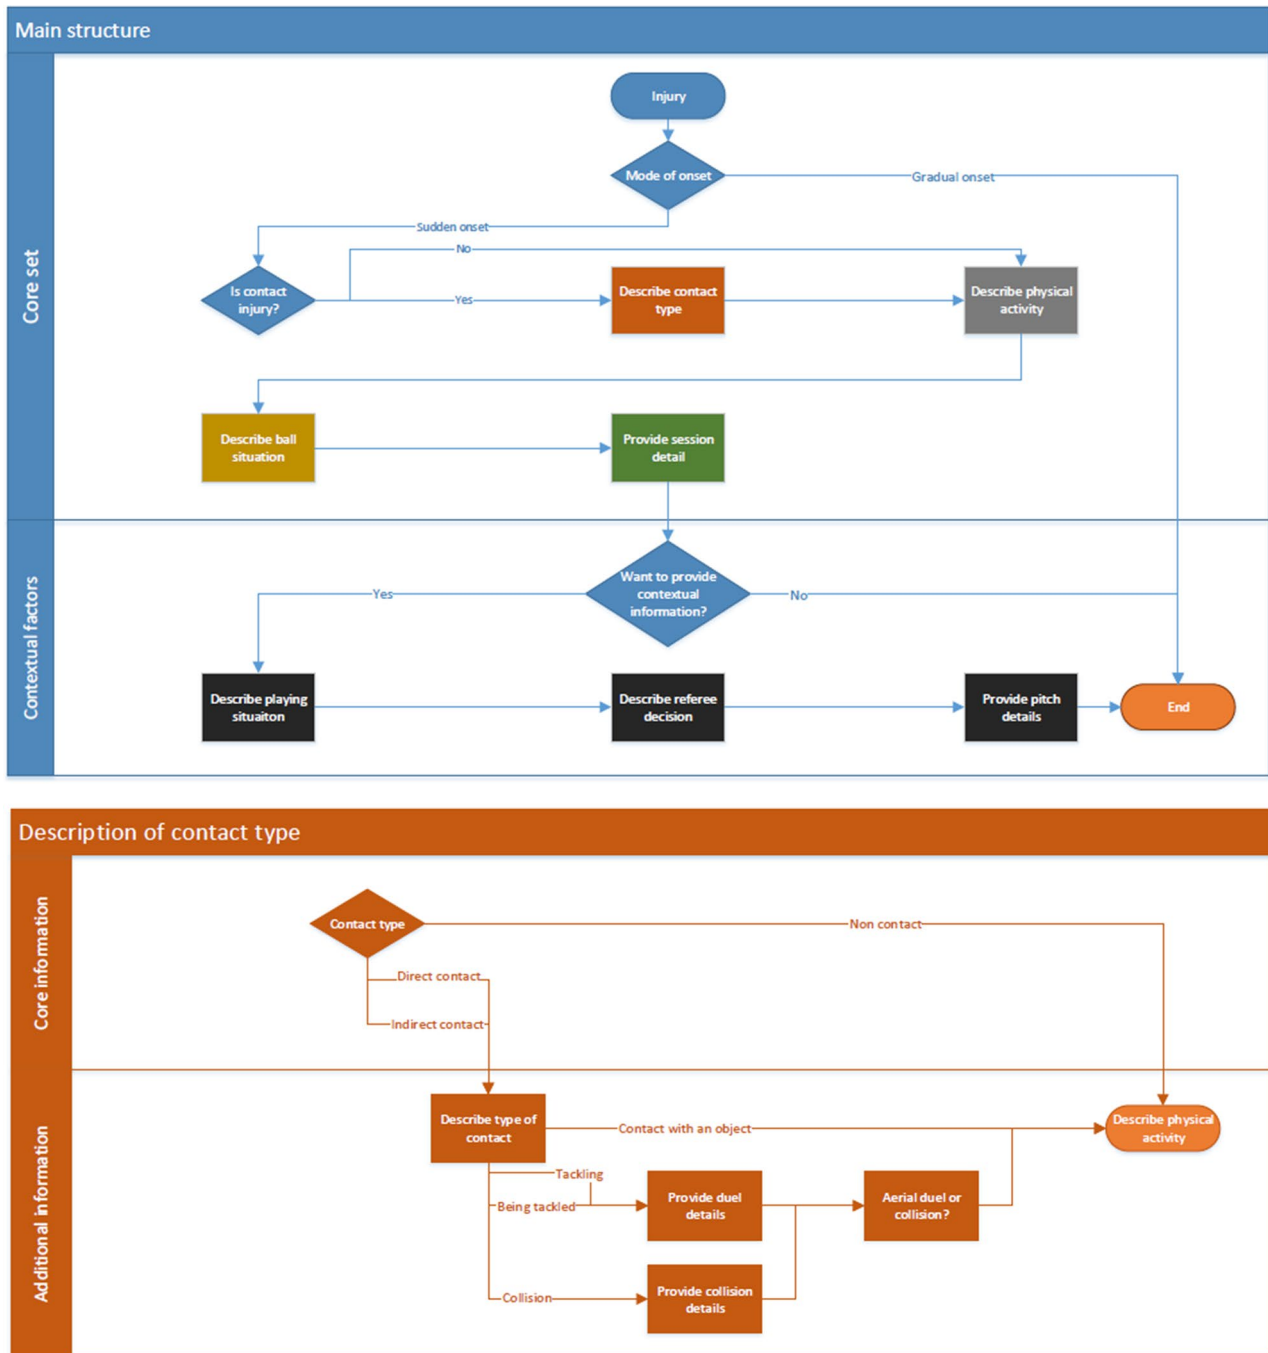 Main structure
Core set
Injury
Mode of onset
Gradual onset
Sudden onset
No
Is contact
injury?
Yes
Describe contact
type
Describe physical
activity
Describe ball
situation
Provide session
detail
Contextual factors
Want to provide
contextual
information?
Yes
No
Describe playing
situaiton
Describe referee
decision
Provide pitch
details
End
Description of contact type
Core information
Contact type
Non contact
Direct contact
Indirect contact
Additional information
Describe type of
contact
Contact with an object
Describe physical
activity
Tackling
Being tackled
Provide duel
details
Aerial duel or
collision?
Collision
Provide collision
details